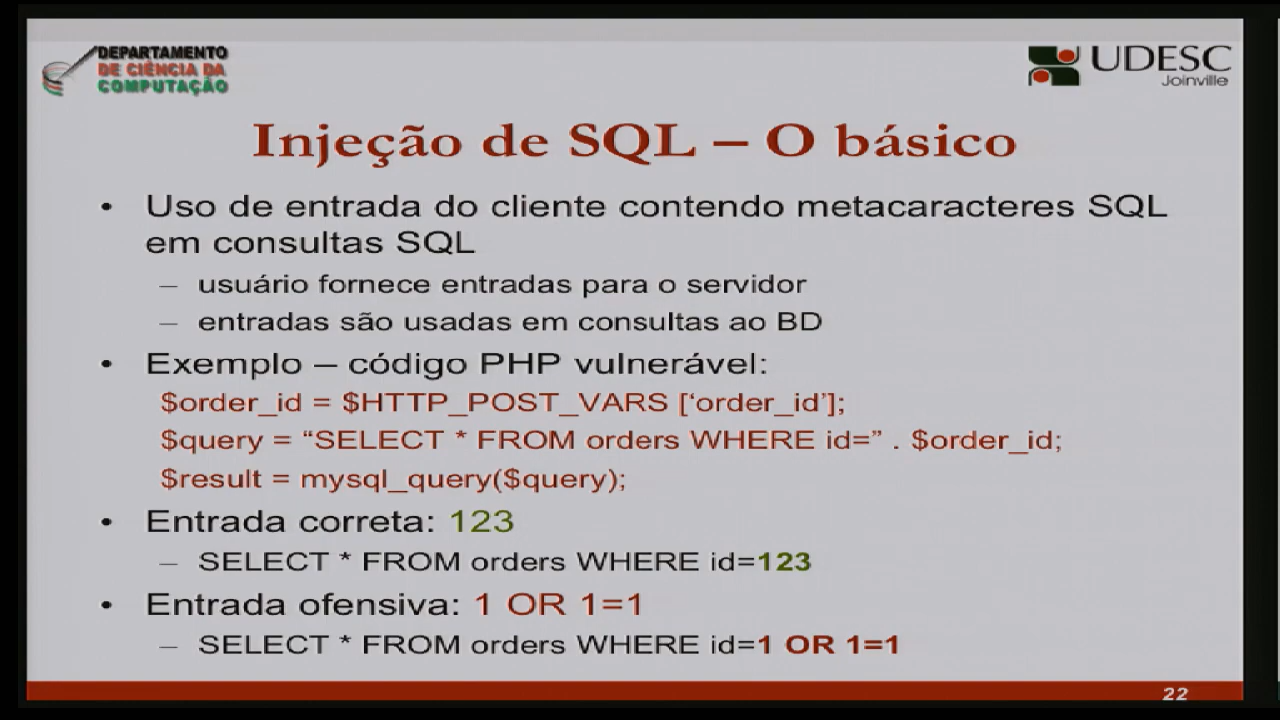 DEPARTAMENTO
DE CIÊNCIA DA
COMPUTAÇÃO
UDESC
Joinville
Injeção de SQL – O básico
• Uso de entrada do cliente contendo metacaracteres SQL
em consultas SQL
– usuário fornece entradas para o servidor
– entradas são usadas em consultas ao BD
• Exemplo – código PHP vulnerável:
$order_id = $HTTP_POST_VARS [‘order_id’];
$query = “SELECT * FROM orders WHERE id=” . $order_id;
$result = mysql_query($query);
• Entrada correta: 123
– SELECT * FROM orders WHERE id=123
• Entrada ofensiva: 1 OR 1=1
– SELECT * FROM orders WHERE id=1 OR 1=1
22